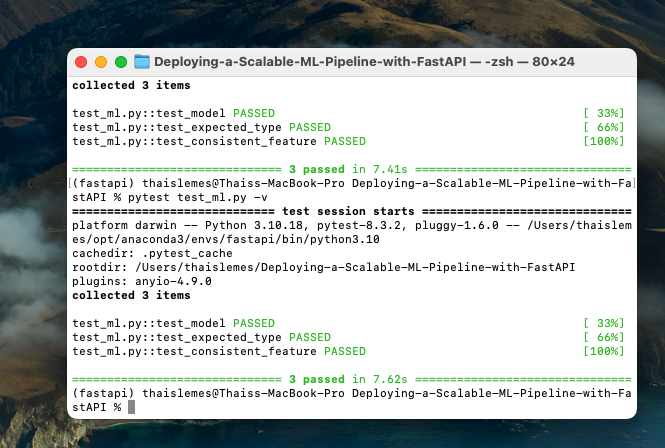 Deploying-a-Scalable-ML-Pipeline-with-FastAPI — -zsh — 80×24
collected 3 items
test_ml.py::test_model PASSED [ 33%]
test_ml.py::test_expected_type PASSED [ 66%]
test_ml.py::test_consistent_feature PASSED [100%]
============================== 3 passed in 7.41s ===============================
[(fastapi) thaislemes@Thaiss-MacBook-Pro Deploying-a-Scalable-ML-Pipeline-with-Fa]
stAPI % pytest test_ml.py -v
============================= test session starts ==============================
platform darwin -- Python 3.10.18, pytest-8.3.2, pluggy-1.6.0 -- /Users/thaislem
es/opt/anaconda3/envs/fastapi/bin/python3.10
cachedir: .pytest_cache
rootdir: /Users/thaislemes/Deploying-a-Scalable-ML-Pipeline-with-FastAPI
plugins: anyio-4.9.0
collected 3 items
test_ml.py::test_model PASSED [ 33%]
test_ml.py::test_expected_type PASSED [ 66%]
test_ml.py::test_consistent_feature PASSED [100%]
============================== 3 passed in 7.62s ===============================
(fastapi) thaislemes@Thaiss-MacBook-Pro Deploying-a-Scalable-ML-Pipeline-with-Fa
stAPI %